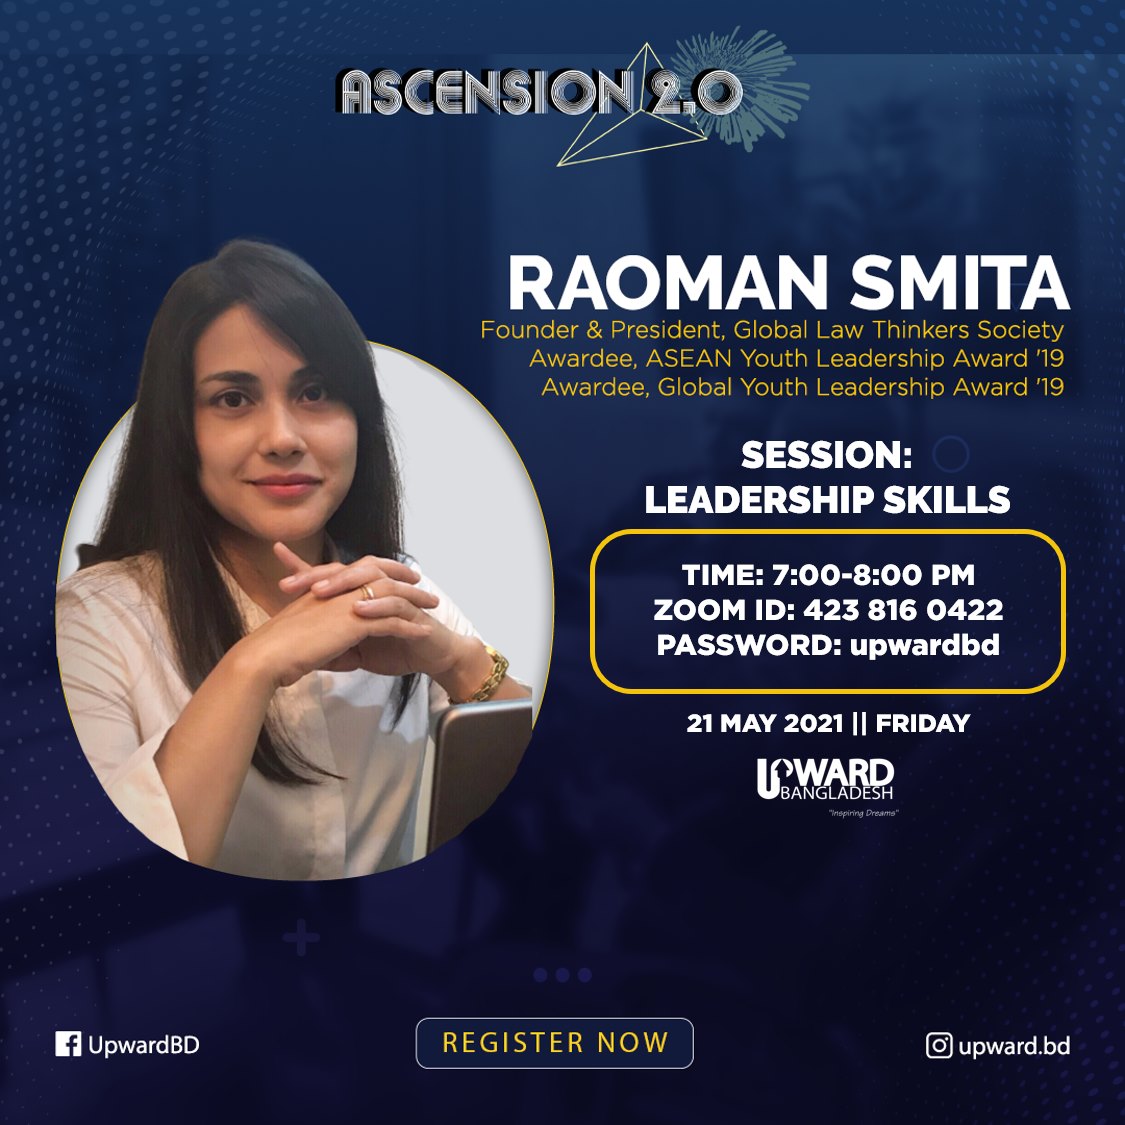 ASCENSION 2.0
RAOMAN SMITA
Founder & President, Global Law Thinkers Society
Awardee, ASEAN Youth Leadership Award '19
Awardee, Global Youth Leadership Award '19
SESSION:
LEADERSHIP SKILLS
TIME: 7:00-8:00 PM
ZOOM ID: 423 816 0422
PASSWORD: upwardbd
21 MAY 2021 || FRIDAY
UPWARD
BANGLADESH
"Inspiring Dreams"
UpwardBD
REGISTER NOW
upward.bd